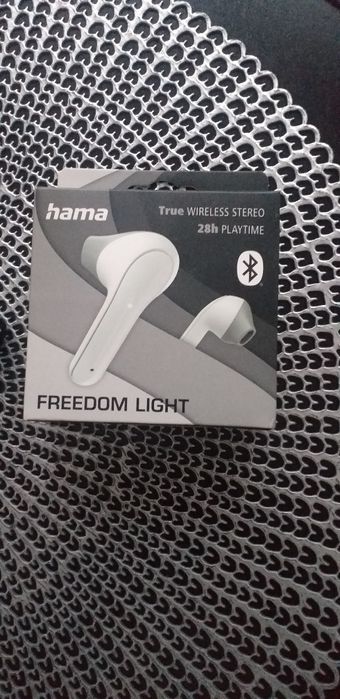 hama
True WIRELESS STEREO
28h PLAYTIME
FREEDOM LIGHT